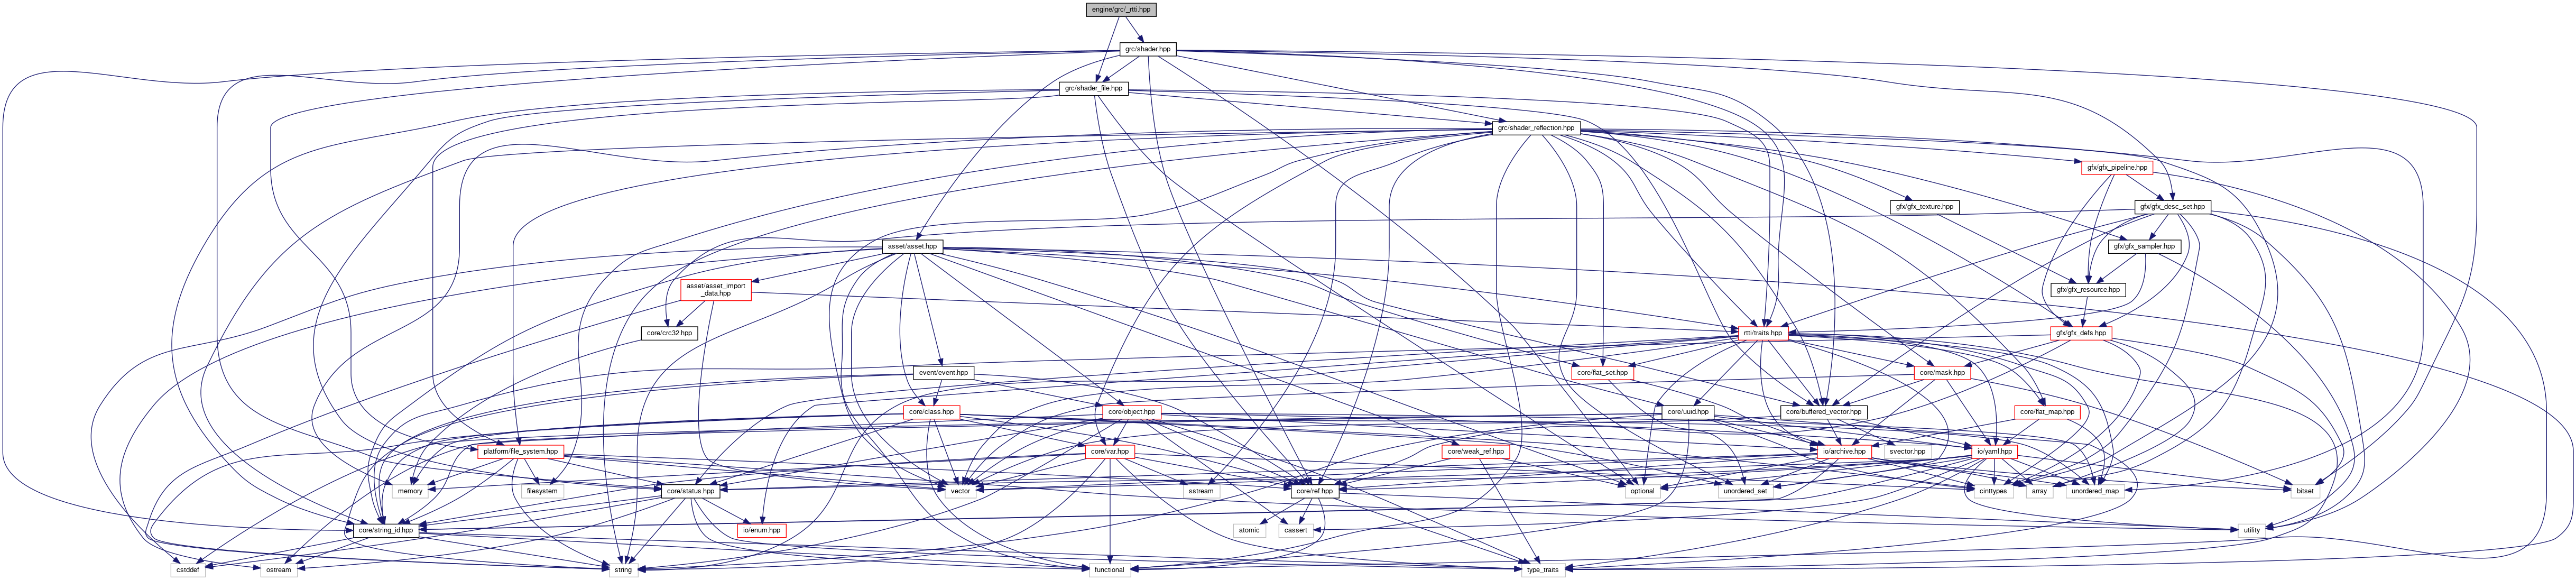 engine/grc/_rtti.hpp
grc/shader.hpp
grc/shader_file.hpp
grc/shader_reflection.hpp
gfx/gfx_pipeline.hpp
gfx/gfx_texture.hpp
gfx/gfx_desc_set.hpp
asset/asset.hpp
gfx/gfx_sampler.hpp
asset/asset_import
_data.hpp
gfx/gfx_resource.hpp
core/crc32.hpp
rtti/traits.hpp
gfx/gfx_defs.hpp
event/event.hpp
core/flat_set.hpp
core/mask.hpp
core/class.hpp
core/object.hpp
core/uuid.hpp
core/buffered_vector.hpp
core/flat_map.hpp
platform/file_system.hpp
core/var.hpp
core/weak_ref.hpp
io/archive.hpp
svector.hpp
io/yaml.hpp
memory
core/status.hpp
filesystem
vector
sstream
core/ref.hpp
optional
unordered_set
cinttypes
array
unordered_map
bitset
core/string_id.hpp
io/enum.hpp
atomic
cassert
utility
cstddef
ostream
string
functional
type_traits